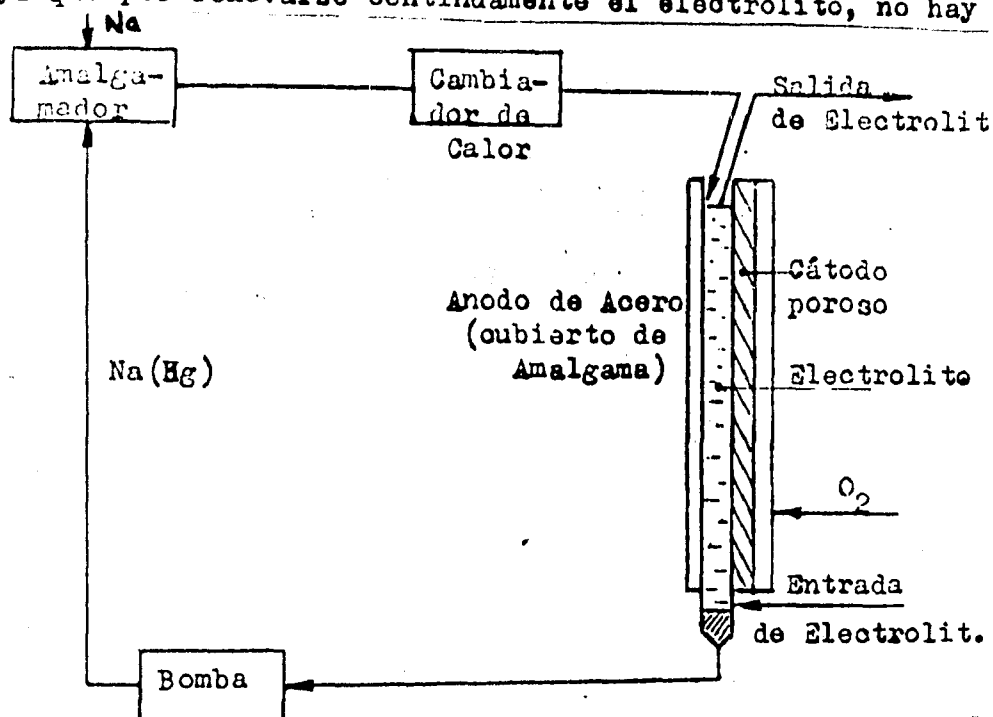 que por renovarse continuamente el electrolito, no hay
Na
Amalga-
mador
Cambia-
dor de
Calor
Salida
de Electrolit
Cátodo
poroso
Anodo de Acero
(cubierto de
Amalgama)
Na(Hg)
Electrolito
O₂
Entrada
de Electrolit.
Bomba